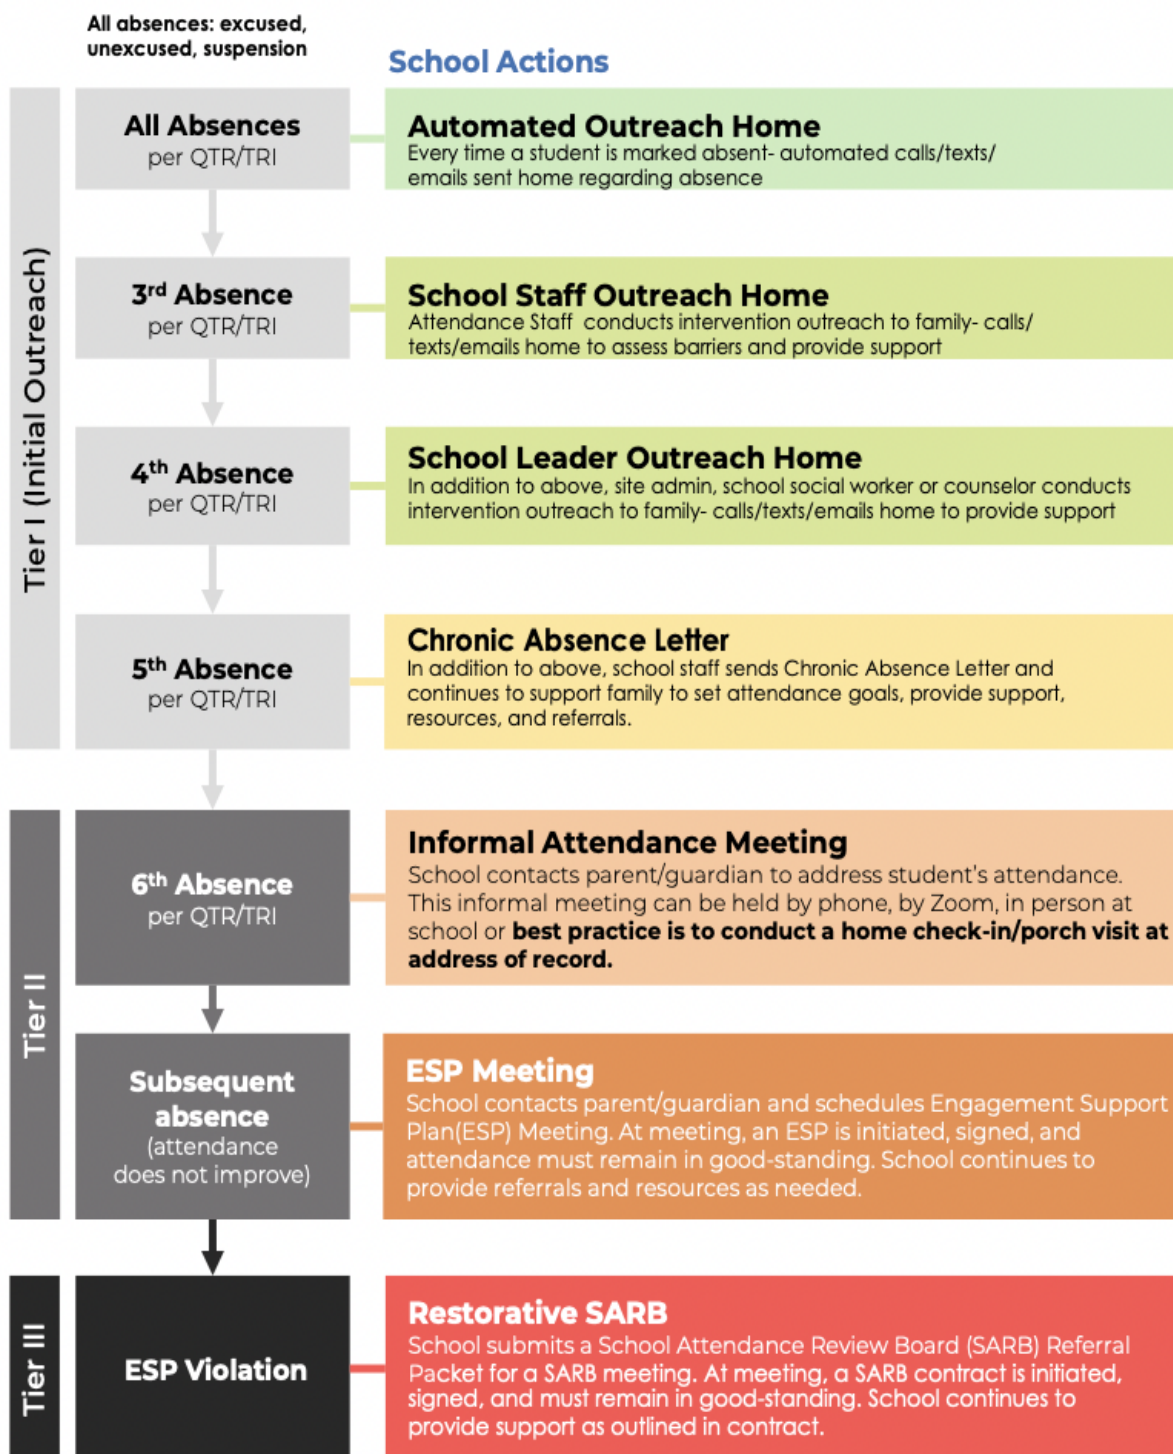 All absences: excused,
unexcused, suspension
School Actions
Tier I (Initial Outreach)
All Absences
per QTR/TRI
Automated Outreach Home
Every time a student is marked absent- automated calls/texts/
emails sent home regarding absence
3rd Absence
per QTR/TRI
School Staff Outreach Home
Attendance Staff conducts intervention outreach to family- calls/
texts/emails home to assess barriers and provide support
4th Absence
per QTR/TRI
School Leader Outreach Home
In addition to above, site admin, school social worker or counselor conducts
intervention outreach to family- calls/texts/emails home to provide support
5th Absence
per QTR/TRI
Chronic Absence Letter
In addition to above, school staff sends Chronic Absence Letter and
continues to support family to set attendance goals, provide support,
resources, and referrals.
Tier II
6th Absence
per QTR/TRI
Informal Attendance Meeting
School contacts parent/guardian to address student's attendance.
This informal meeting can be held by phone, by Zoom, in person at
school or best practice is to conduct a home check-in/porch visit at
address of record.
Subsequent
absence
(attendance
does not improve)
ESP Meeting
School contacts parent/guardian and schedules Engagement Support
Plan(ESP) Meeting. At meeting, an ESP is initiated, signed, and
attendance must remain in good-standing. School continues to
provide referrals and resources as needed.
Tier III
ESP Violation
Restorative SARB
School submits a School Attendance Review Board (SARB) Referral
Packet for a SARB meeting. At meeting, a SARB contract is initiated,
signed, and must remain in good-standing. School continues to
provide support as outlined in contract.